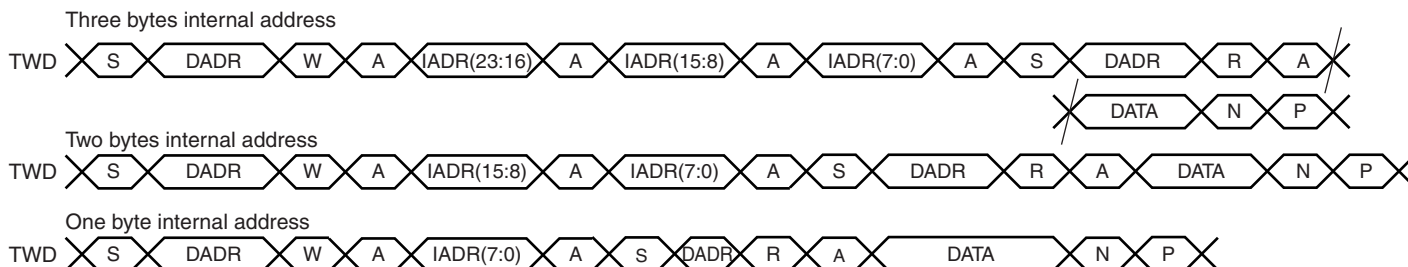 Three bytes internal address
TWD S DADR W A IADR(23:16) A IADR(15:8) A IADR(7:0) A S DADR R A
DATA N P
Two bytes internal address
TWD S DADR W A IADR(15:8) A IADR(7:0) A S DADR R A DATA N P
One byte internal address
TWD S DADR W A IADR(7:0) A S DADR R A DATA N P